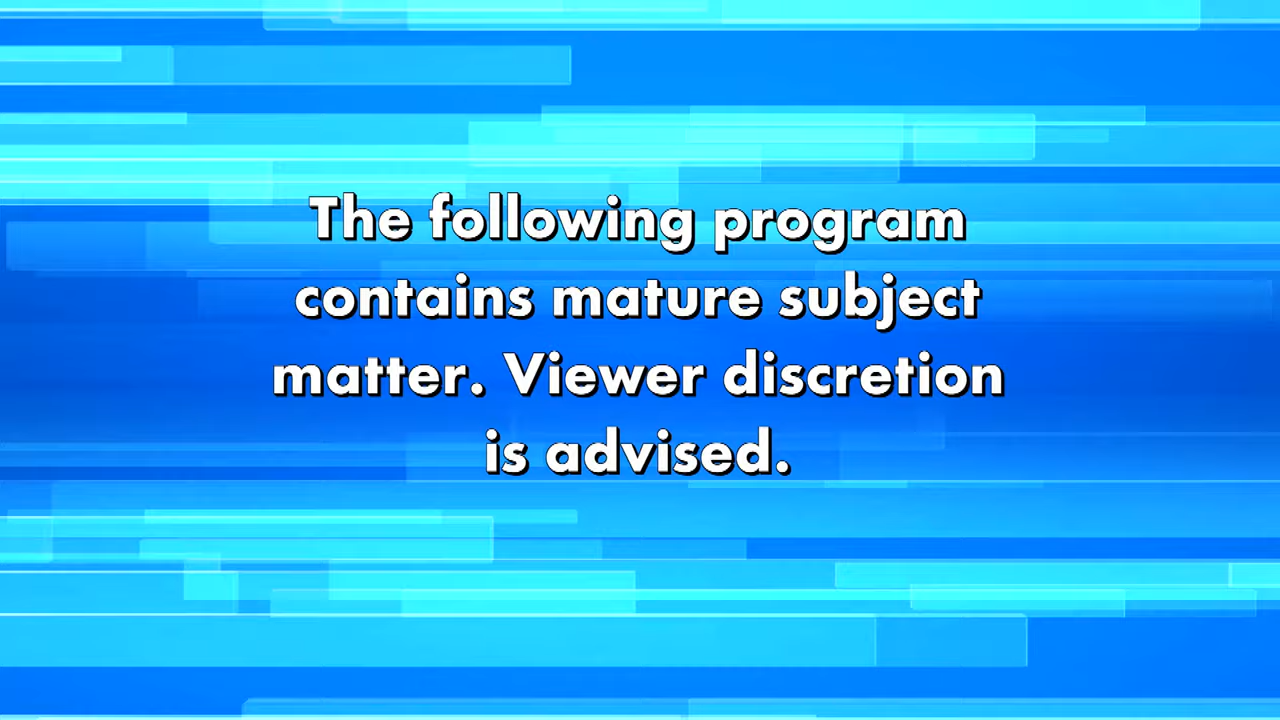 The following program
contains mature subject
matter. Viewer discretion
is advised.